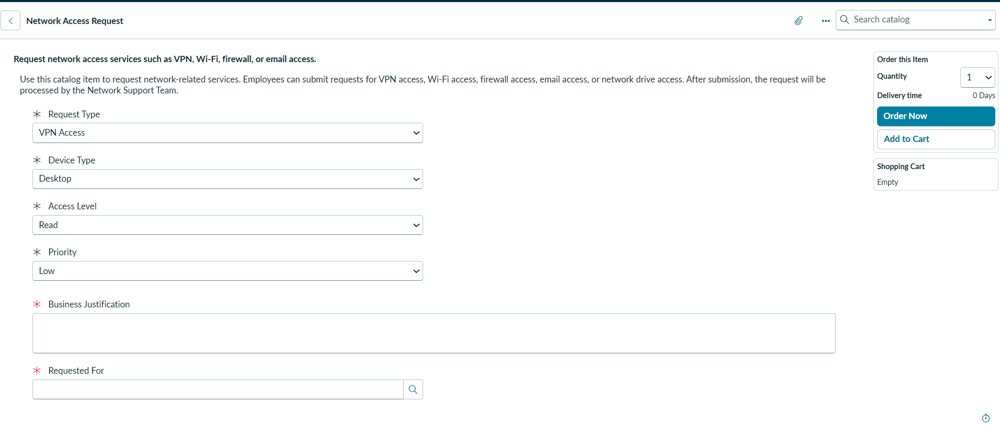 Network Access Request
Search catalog
Request network access services such as VPN, Wi-Fi, firewall, or email access.
Use this catalog item to request network-related services. Employees can submit requests for VPN access, Wi-Fi access, firewall access, email access, or network drive access. After submission, the request will be
processed by the Network Support Team.
* Request Type
VPN Access
* Device Type
Desktop
* Access Level
Read
* Priority
Low
* Business Justification
* Requested For
Order this Item
Quantity 1
Delivery time 0 Days
Order Now
Add to Cart
Shopping Cart
Empty